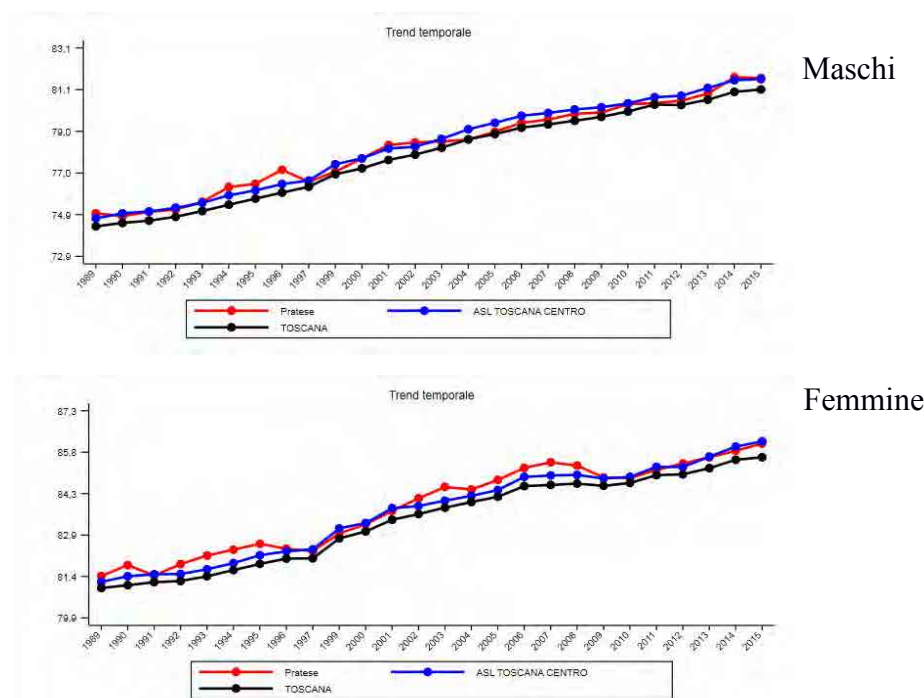 Trend temporale
Maschi
83,1
81,1
79,0
77,0
74,9
72,9
1989 1990 1991 1992 1993 1994 1995 1996 1997 1999 2000 2001 2002 2003 2004 2005 2006 2007 2008 2009 2010 2011 2012 2013 2014 2015
Pratese ASL TOSCANA CENTRO
TOSCANA
Trend temporale
Femmine
87,3
85,8
84,3
82,9
81,4
79,9
1989 1990 1991 1992 1993 1994 1995 1996 1997 1999 2000 2001 2002 2003 2004 2005 2006 2007 2008 2009 2010 2011 2012 2013 2014 2015
Pratese ASL TOSCANA CENTRO
TOSCANA